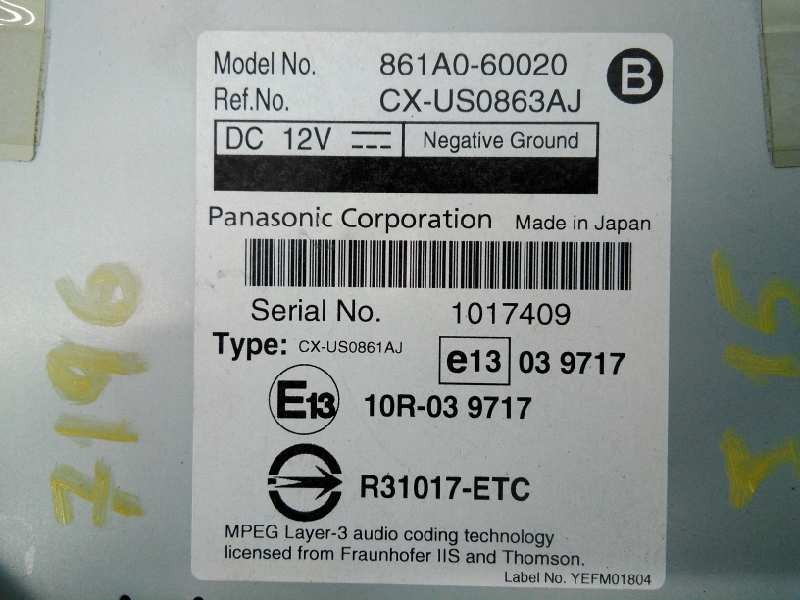 Model No. 861A0-60020
B
Ref.No. CX-US0863AJ
DC 12V Negative Ground
Panasonic Corporation Made in Japan
Serial No. 1017409
Type: CX-US0861AJ e13 03 9717
E13 10R-03 9717
R31017-ETC
MPEG Layer-3 audio coding technology
licensed from Fraunhofer IIS and Thomson.
Label No. YEFM01804
7196